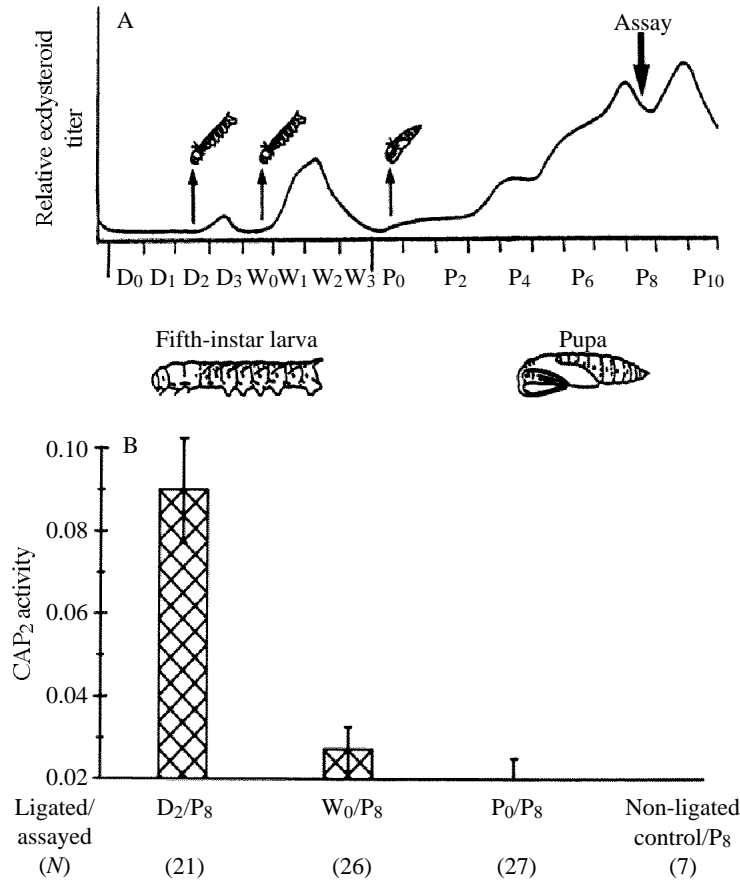 A
Assay
Relative ecdysteroid
titer
D0 D1 D2 D3 W0 W1 W2 W3 P0 P2 P4 P6 P8 P10
Fifth-instar larva
Pupa
B
CAP2 activity
0.10
0.08
0.06
0.04
0.02
Ligated/
assayed
D2/P8
W0/P8
P0/P8
Non-ligated
control/P8
(N)
(21)
(26)
(27)
(7)